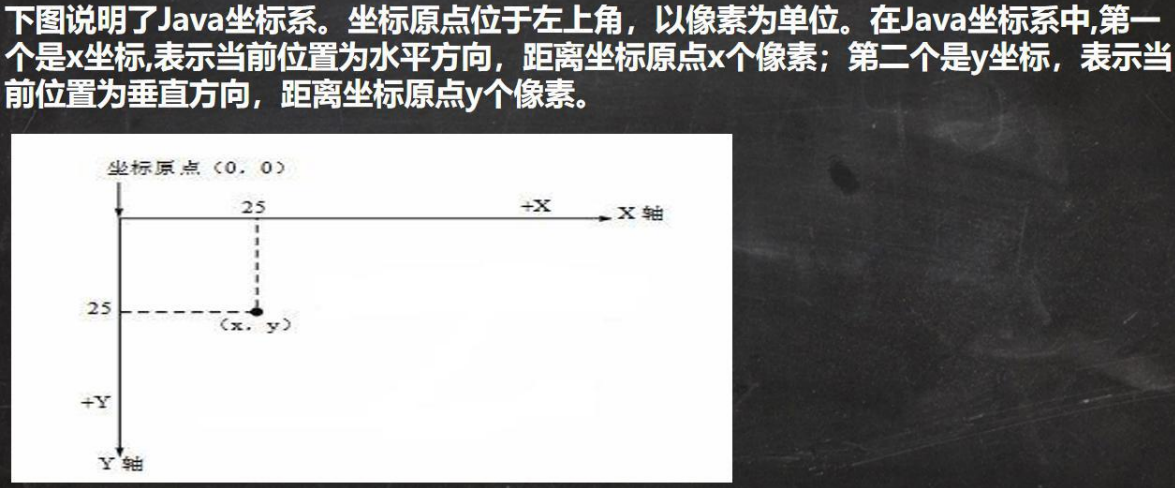 下图说明了Java坐标系。坐标原点位于左上角，以像素为单位。在Java坐标系中,第一
个是x坐标,表示当前位置为水平方向，距离坐标原点x个像素；第二个是y坐标，表示当
前位置为垂直方向，距离坐标原点y个像素。
坐标原点（0，0）
25
+X
X 轴
25
（x，y）
+Y
Y 轴